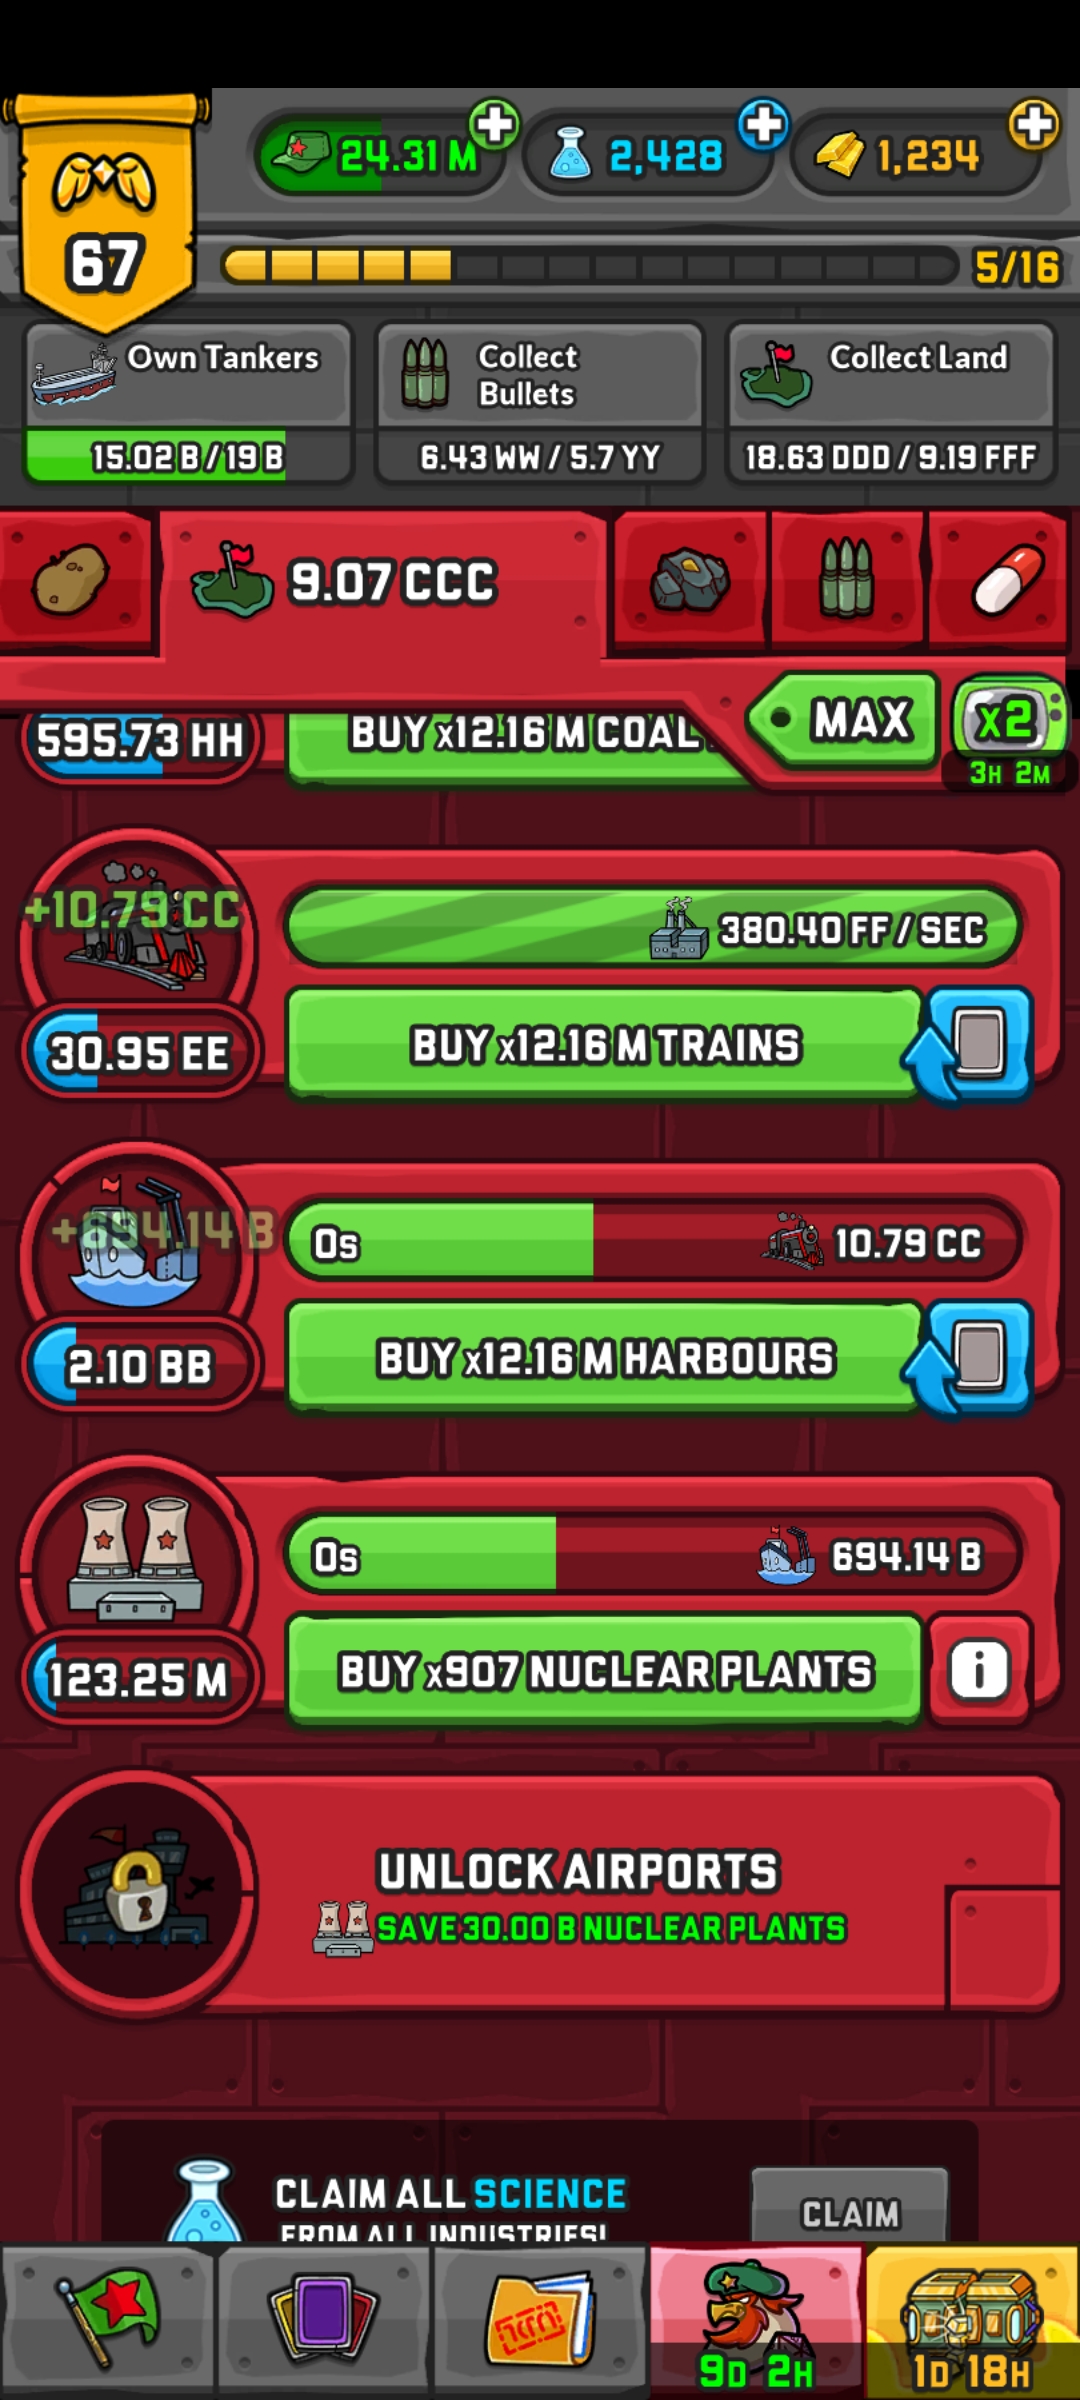 24.31 M
2,428
1,234
67
5/16
Own Tankers
15.02 B / 19 B
Collect
Bullets
6.43 WW / 5.7 YY
Collect Land
18.63 DDD / 9.19 FFF
9.07 CCC
MAX
x2
3H 2M
595.73 HH
BUY x12.16 M COAL
+10.79 CC
380.40 FF / SEC
30.95 EE
BUY x12.16 M TRAINS
+694.14 B
0s
10.79 CC
2.10 BB
BUY x12.16 M HARBOURS
0s
694.14 B
123.25 M
BUY x907 NUCLEAR PLANTS
i
UNLOCK AIRPORTS
SAVE 30.00 B NUCLEAR PLANTS
CLAIM ALL SCIENCE
FROM ALL INDUSTRIES!
CLAIM
9D 2H
1D 18H